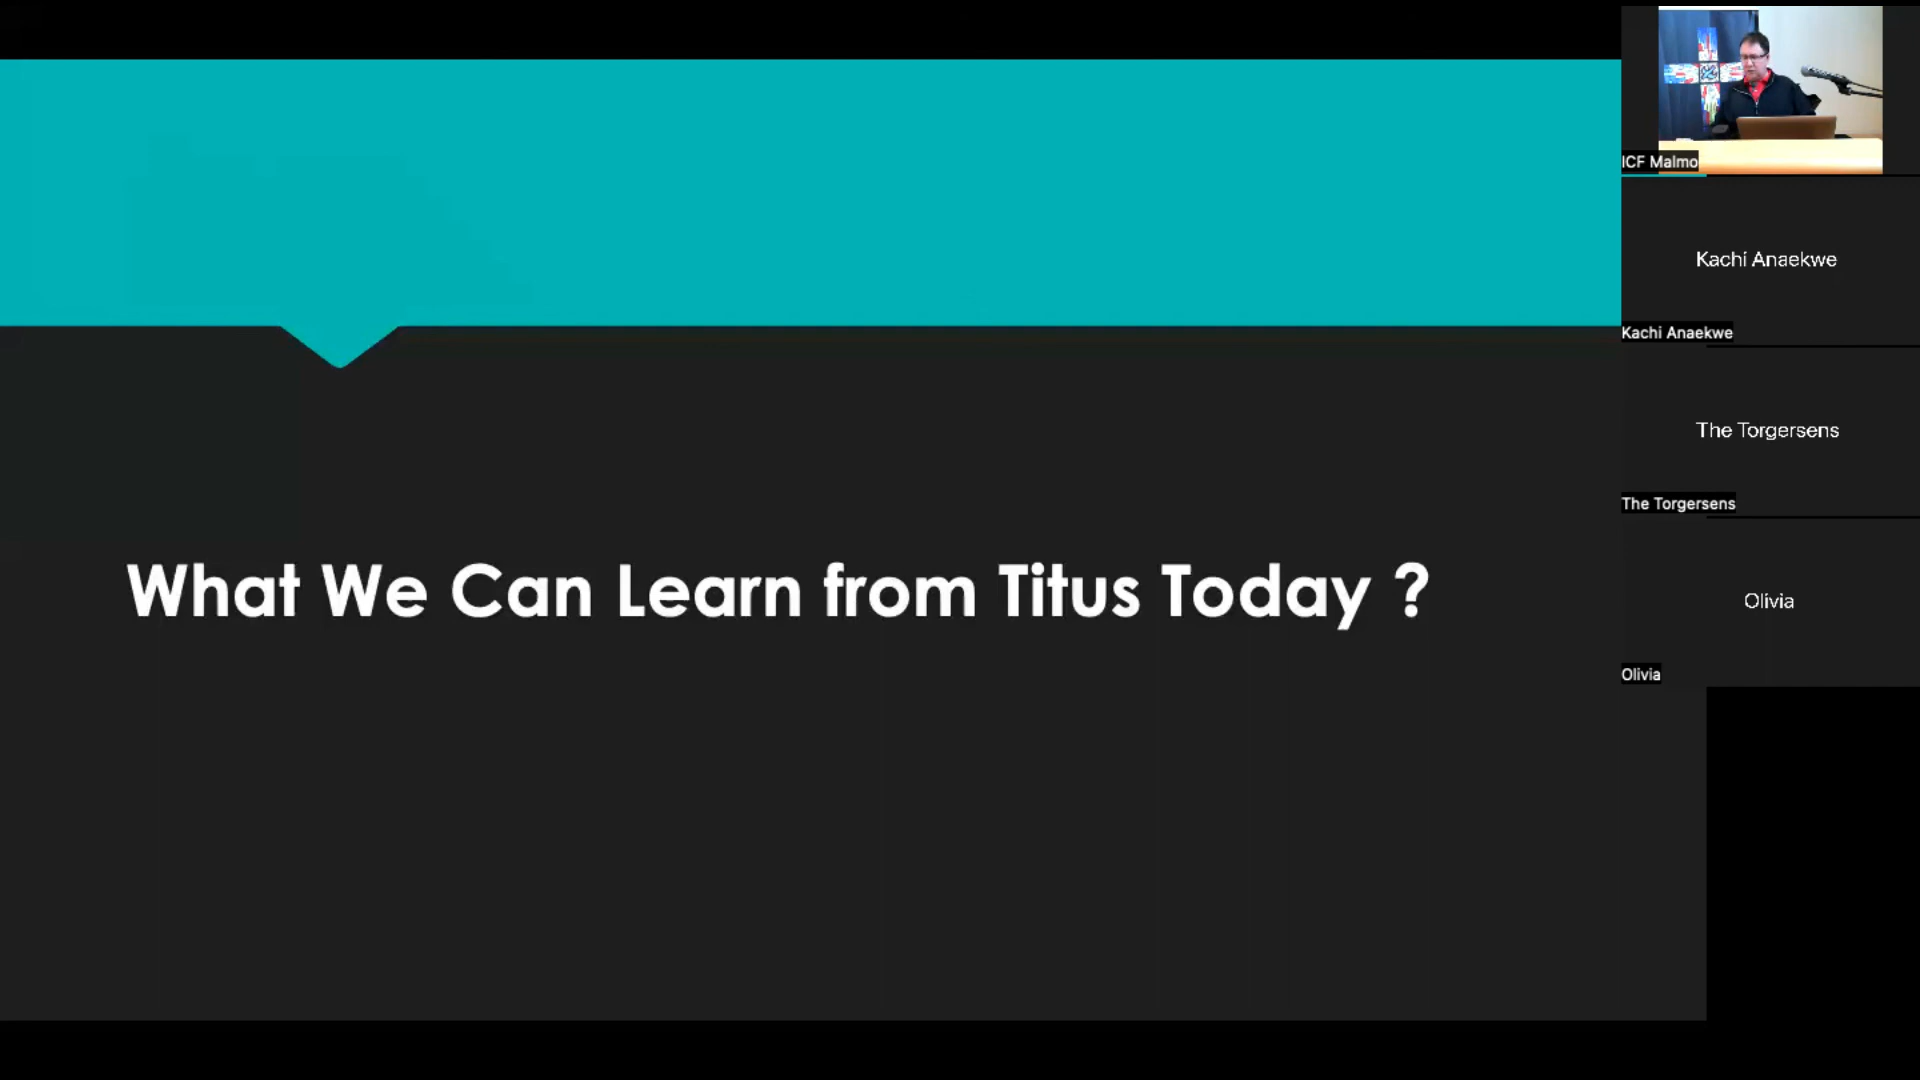 What We Can Learn from Titus Today ?
ICF Malmo
Kachi Anaekwe
Kachi Anaekwe
The Torgersens
The Torgersens
Olivia
Olivia